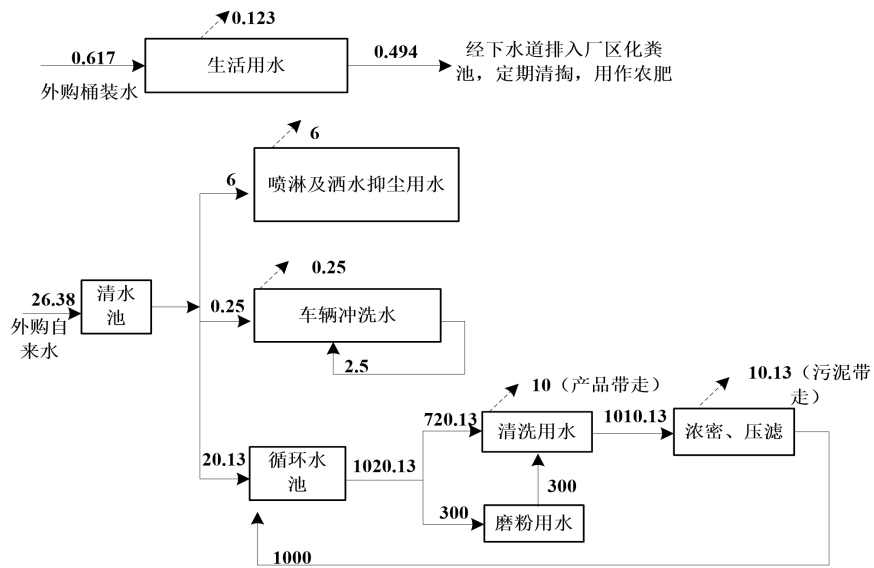 0.123
0.617
生活用水
0.494
经下水道排入厂区化粪
池，定期清掏，用作农肥
外购桶装水
6
6
喷淋及洒水抑尘用水
26.38
清水
池
外购自
来水
0.25
0.25
车辆冲洗水
2.5
10（产品带走）
10.13（污泥带
走）
720.13
清洗用水
1010.13
浓密、压滤
20.13
循环水
池
1020.13
300
300
磨粉用水
1000